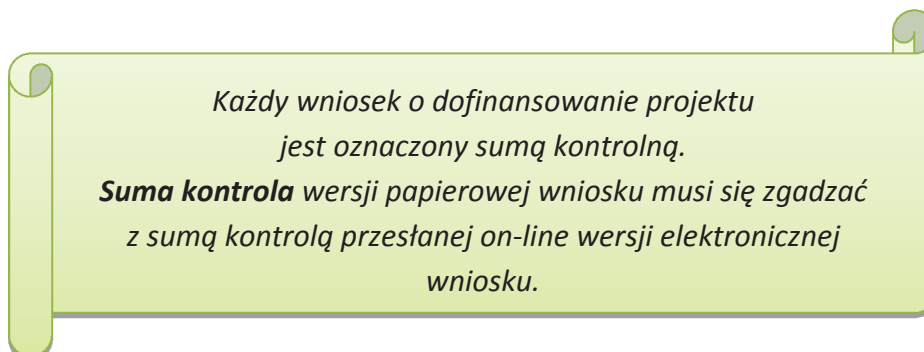 Każdy wniosek o dofinansowanie projektu
jest oznaczony sumą kontrolną.
Suma kontrola wersji papierowej wniosku musi się zgadzać
z sumą kontrolą przesłanej on-line wersji elektronicznej
wniosku.